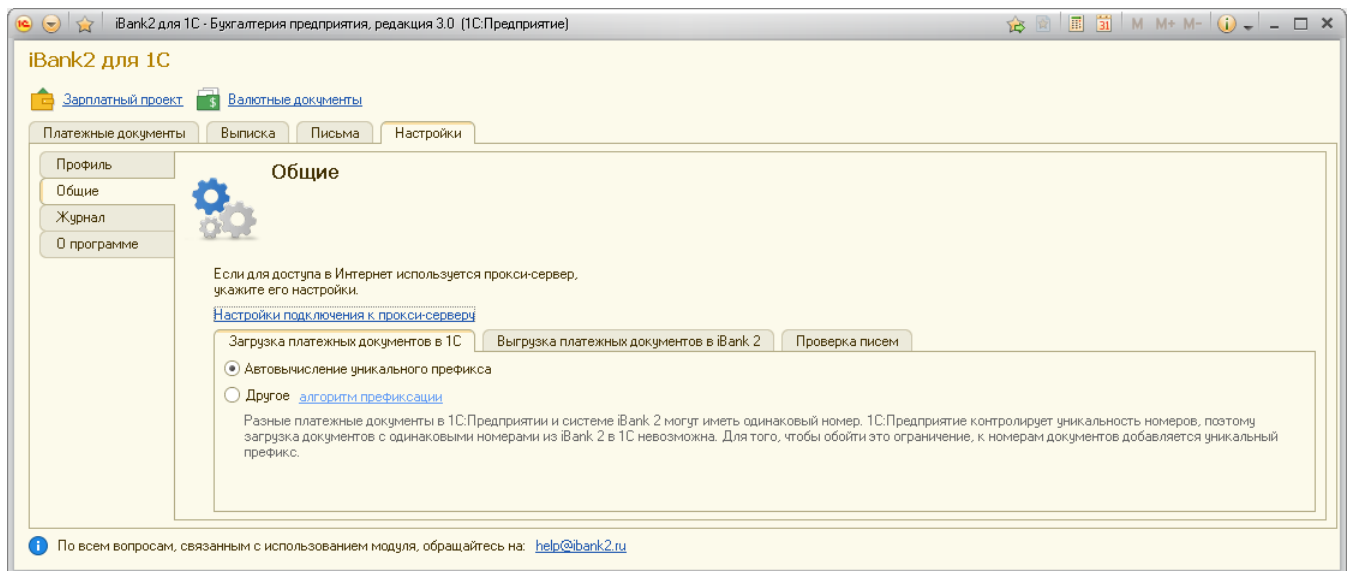 iBank2 для 1С - Бухгалтерия предприятия, редакция 3.0 (1С:Предприятие)
31
M M+ M-
iBank2 для 1С
Зарплатный проект Валютные документы
Платежные документы Выписка Письма Настройки
Профиль
Общие
Общие
Журнал
О программе
Если для доступа в Интернет используется прокси-сервер,
укажите его настройки.
Настройки подключения к прокси-серверу
Загрузка платежных документов в 1С Выгрузка платежных документов в iBank 2 Проверка писем
Автовычисление уникального префикса
Другое алгоритм префиксации
Разные платежные документы в 1С:Предприятии и системе iBank 2 могут иметь одинаковый номер. 1С:Предприятие контролирует уникальность номеров, поэтому
загрузка документов с одинаковыми номерами из iBank 2 в 1С невозможна. Для того, чтобы обойти это ограничение, к номерам документов добавляется уникальный
префикс.
По всем вопросам, связанным с использованием модуля, обращайтесь на: help@ibank2.ru